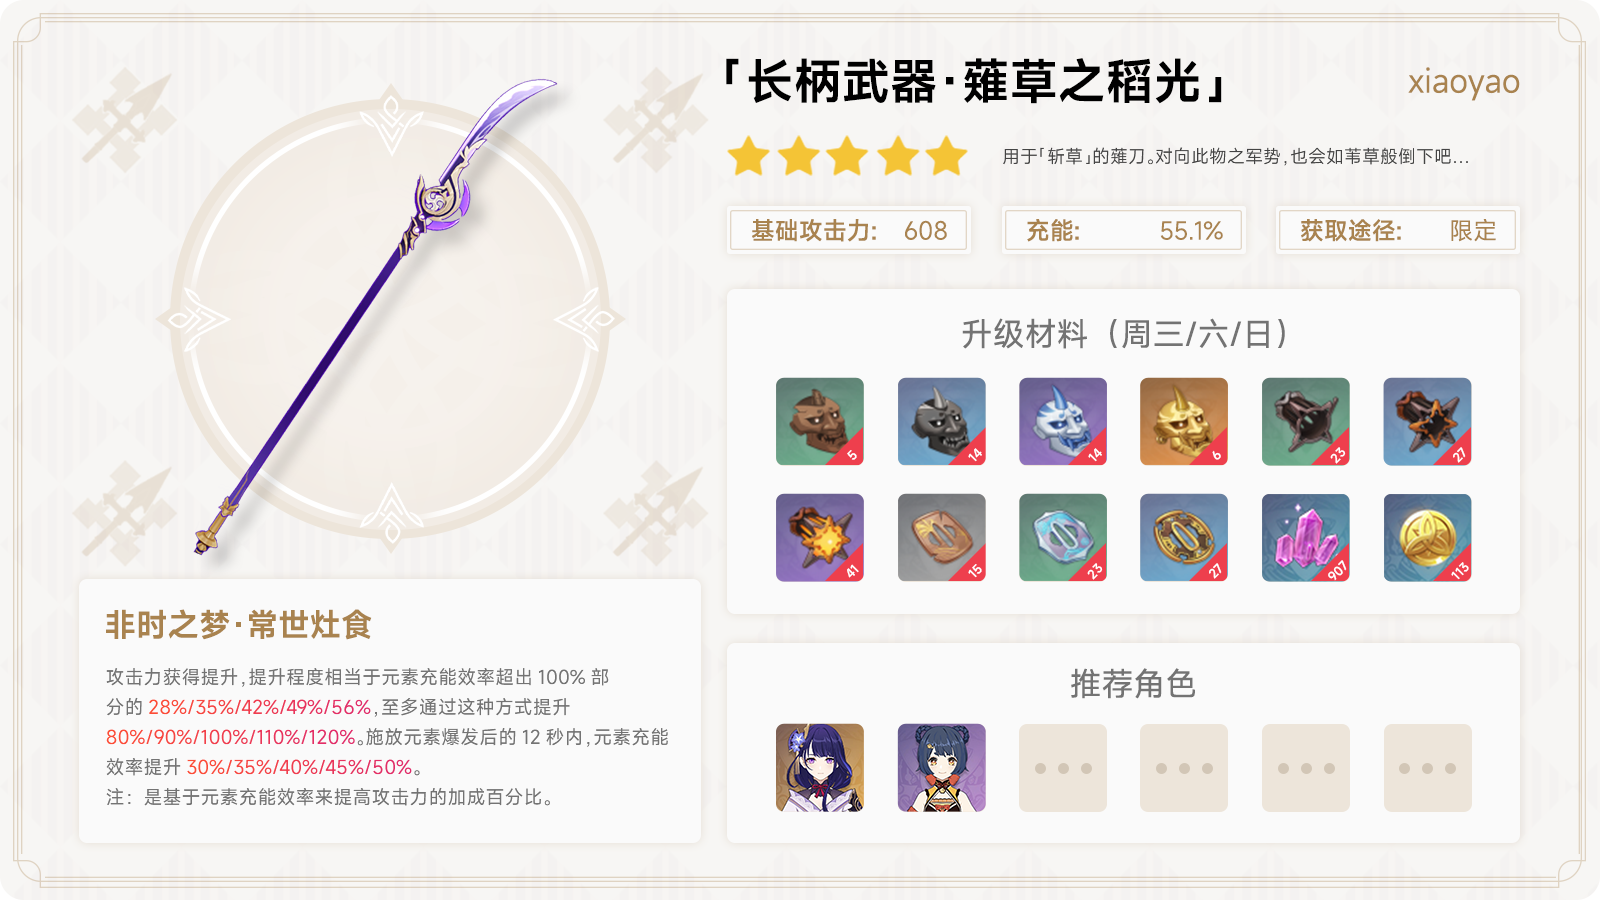 「长柄武器·薙草之稻光」
xiaoyao
用于「斩草」的薙刀。对向此物之军势,也会如苇草般倒下吧...
基础攻击力: 608
充能: 55.1%
获取途径: 限定
升级材料（周三/六/日）
5
14
14
6
23
27
41
15
23
27
907
113
非时之梦·常世灶食
攻击力获得提升,提升程度相当于元素充能效率超出 100% 部
分的 28%/35%/42%/49%/56%,至多通过这种方式提升
80%/90%/100%/110%/120%。施放元素爆发后的 12 秒内,元素充能
效率提升 30%/35%/40%/45%/50%。
注：是基于元素充能效率来提高攻击力的加成百分比。
推荐角色